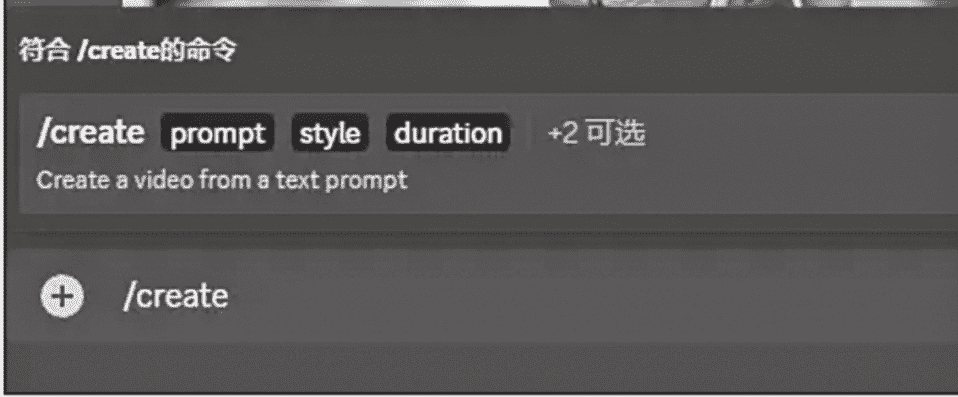 符合 /create的命令
/create prompt style duration +2 可选
Create a video from a text prompt
/create